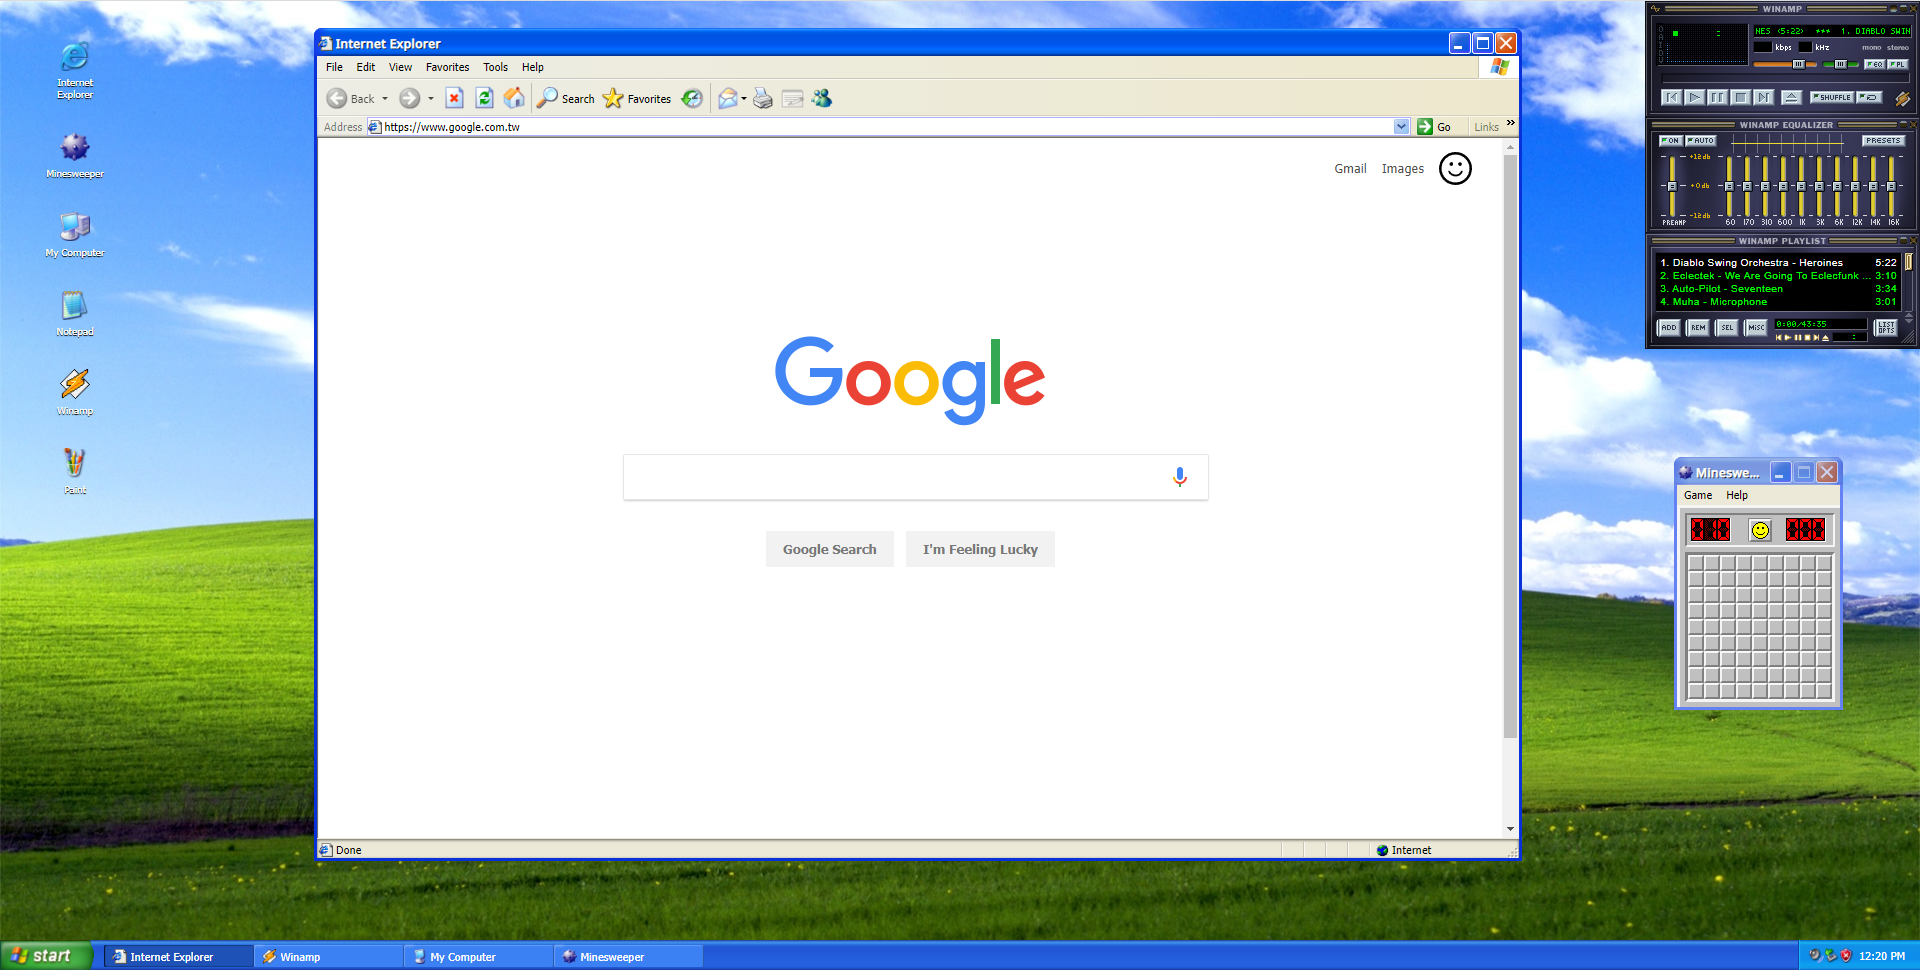 Internet Explorer
Minesweeper
My Computer
Notepad
Winamp
Paint
Internet Explorer
File Edit View Favorites Tools Help
Back Search Favorites
Address https://www.google.com.tw Go Links »
Gmail Images
Google
Google Search I'm Feeling Lucky
Done Internet
WINAMP
NES <5:22> *** 1. DIABLO SWIN
kbps kHz mono stereo
EQ PL
SHUFFLE
WINAMP EQUALIZER
ON AUTO PRESETS
+12 db
+0 db
-12 db
PREAMP 60 170 310 600 1K 3K 6K 12K 14K 16K
WINAMP PLAYLIST
1. Diablo Swing Orchestra - Heroines 5:22
2. Eclectek - We Are Going To Eclecfunk ... 3:10
3. Auto-Pilot - Seventeen 3:34
4. Muha - Microphone 3:01
ADD REM SEL MISC 0:00/43:35 LIST OPTS
Mineswe...
Game Help
start Internet Explorer Winamp My Computer Minesweeper 12:20 PM